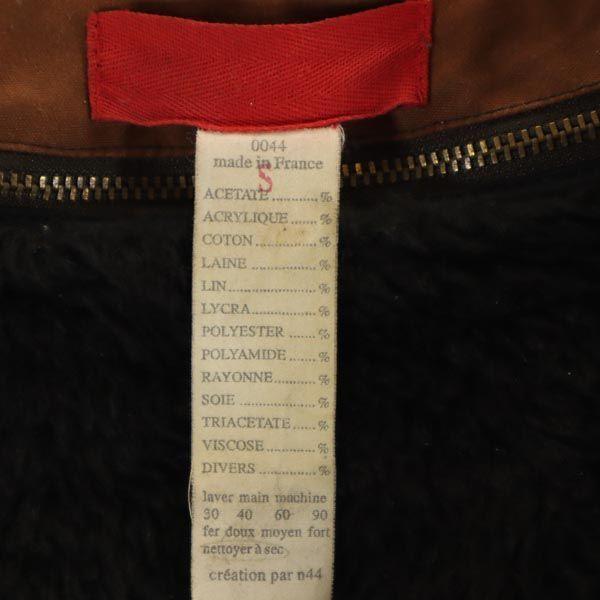 0044
made in France
S
ACETATE............%
ACRYLIQUE.......%
COTON...............%
LAINE.................%
LIN.....................%
LYCRA................%
POLYESTER ......%
POLYAMIDE......%
RAYONNE..........%
SOIE ...................%
TRIACETATE......%
VISCOSE.............%
DIVERS ..............%
laver main machine
30 40 60 90
fer doux moyen fort
nettoyer à sec
création par n44